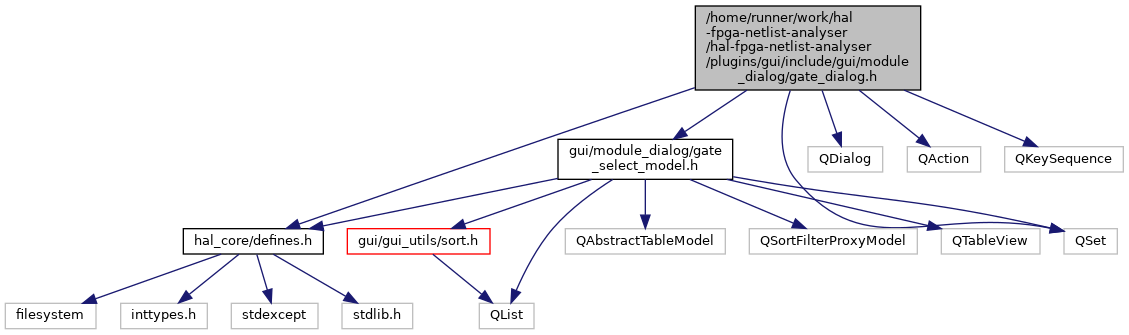 /home/runner/work/hal
-fpga-netlist-analyser
/hal-fpga-netlist-analyser
/plugins/gui/include/gui/module
_dialog/gate_dialog.h
gui/module_dialog/gate
_select_model.h
QDialog
QAction
QKeySequence
hal_core/defines.h
gui/gui_utils/sort.h
QAbstractTableModel
QSortFilterProxyModel
QTableView
QSet
filesystem
inttypes.h
stdexcept
stdlib.h
QList